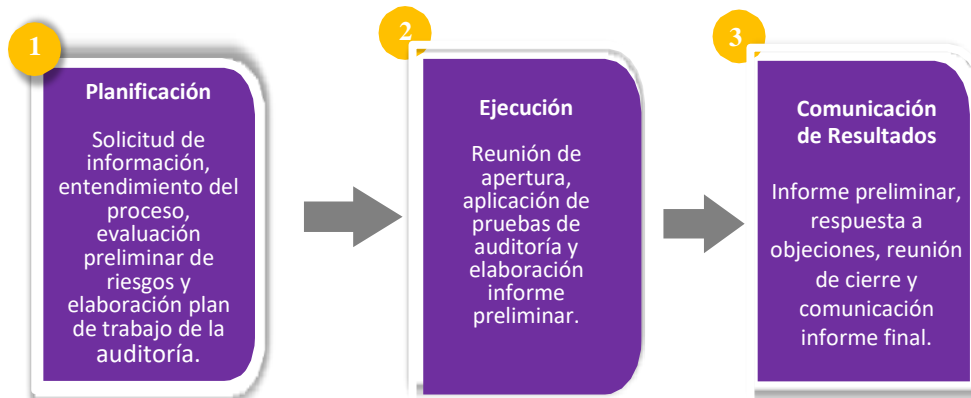 1
Planificación
Solicitud de
información,
entendimiento del
proceso,
evaluación
preliminar de
riesgos y
elaboración plan
de trabajo de la
auditoría.
2
Ejecución
Reunión de
apertura,
aplicación de
pruebas de
auditoría y
elaboración
informe
preliminar.
3
Comunicación
de Resultados
Informe preliminar,
respuesta a
objeciones, reunión
de cierre y
comunicación
informe final.